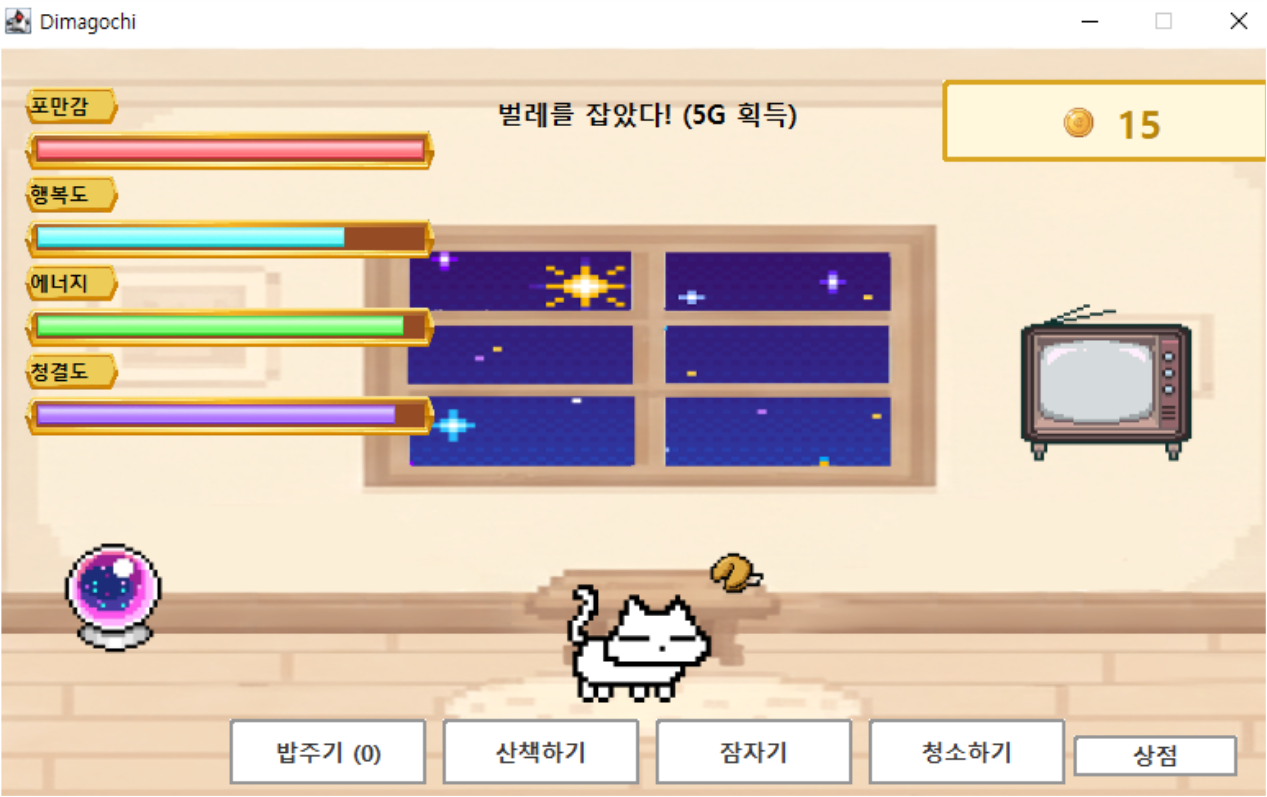 Dimagochi
포만감
벌레를 잡았다! (5G 획득)
15
행복도
에너지
청결도
밥주기 (0)
산책하기
잠자기
청소하기
상점